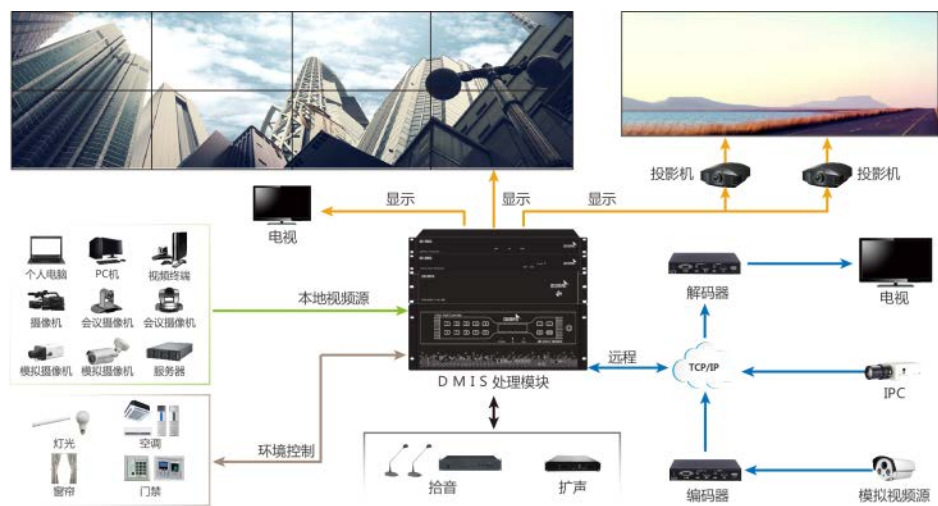 投影机
投影机
显示
显示
显示
电视
个人电脑
PC机
视频终端
摄像机
会议摄像机
会议摄像机
模拟摄像机
模拟摄像机
服务器
本地视频源
DMIS 处理模块
解码器
电视
远程
TCP/IP
IPC
灯光
空调
窗帘
门禁
环境控制
拾音
扩声
编码器
模拟视频源